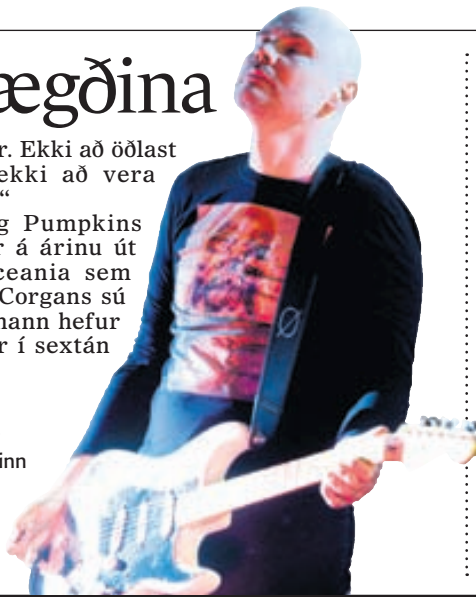 ægðina
r. Ekki að öðlast
ekki að vera
“
g Pumpkins
r á árinu út
ceania sem
Corgans sú
hann hefur
r í sextán
inn